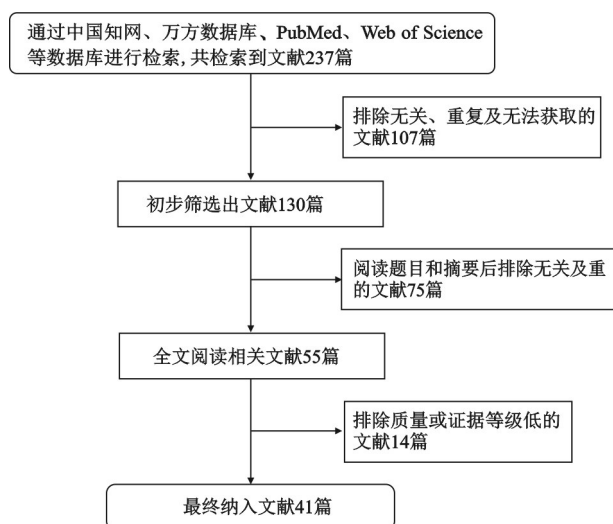 通过中国知网、万方数据库、PubMed、Web of Science
等数据库进行检索,共检索到文献237篇
排除无关、重复及无法获取的
文献107篇
初步筛选出文献130篇
阅读题目和摘要后排除无关及重
的文献75篇
全文阅读相关文献55篇
排除质量或证据等级低的
文献14篇
最终纳入文献41篇